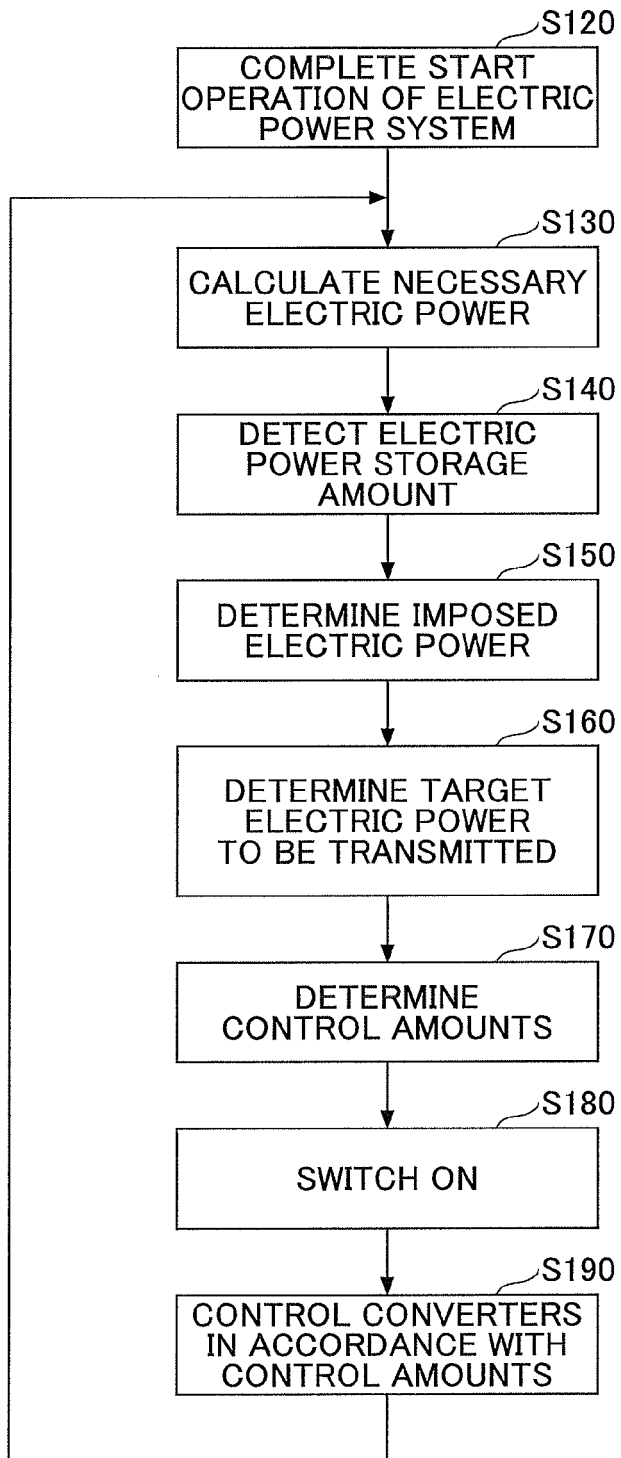 S120
COMPLETE START
OPERATION OF ELECTRIC
POWER SYSTEM
S130
CALCULATE NECESSARY
ELECTRIC POWER
S140
DETECT ELECTRIC
POWER STORAGE
AMOUNT
S150
DETERMINE IMPOSED
ELECTRIC POWER
S160
DETERMINE TARGET
ELECTRIC POWER
TO BE TRANSMITTED
S170
DETERMINE
CONTROL AMOUNTS
S180
SWITCH ON
S190
CONTROL CONVERTERS
IN ACCORDANCE WITH
CONTROL AMOUNTS